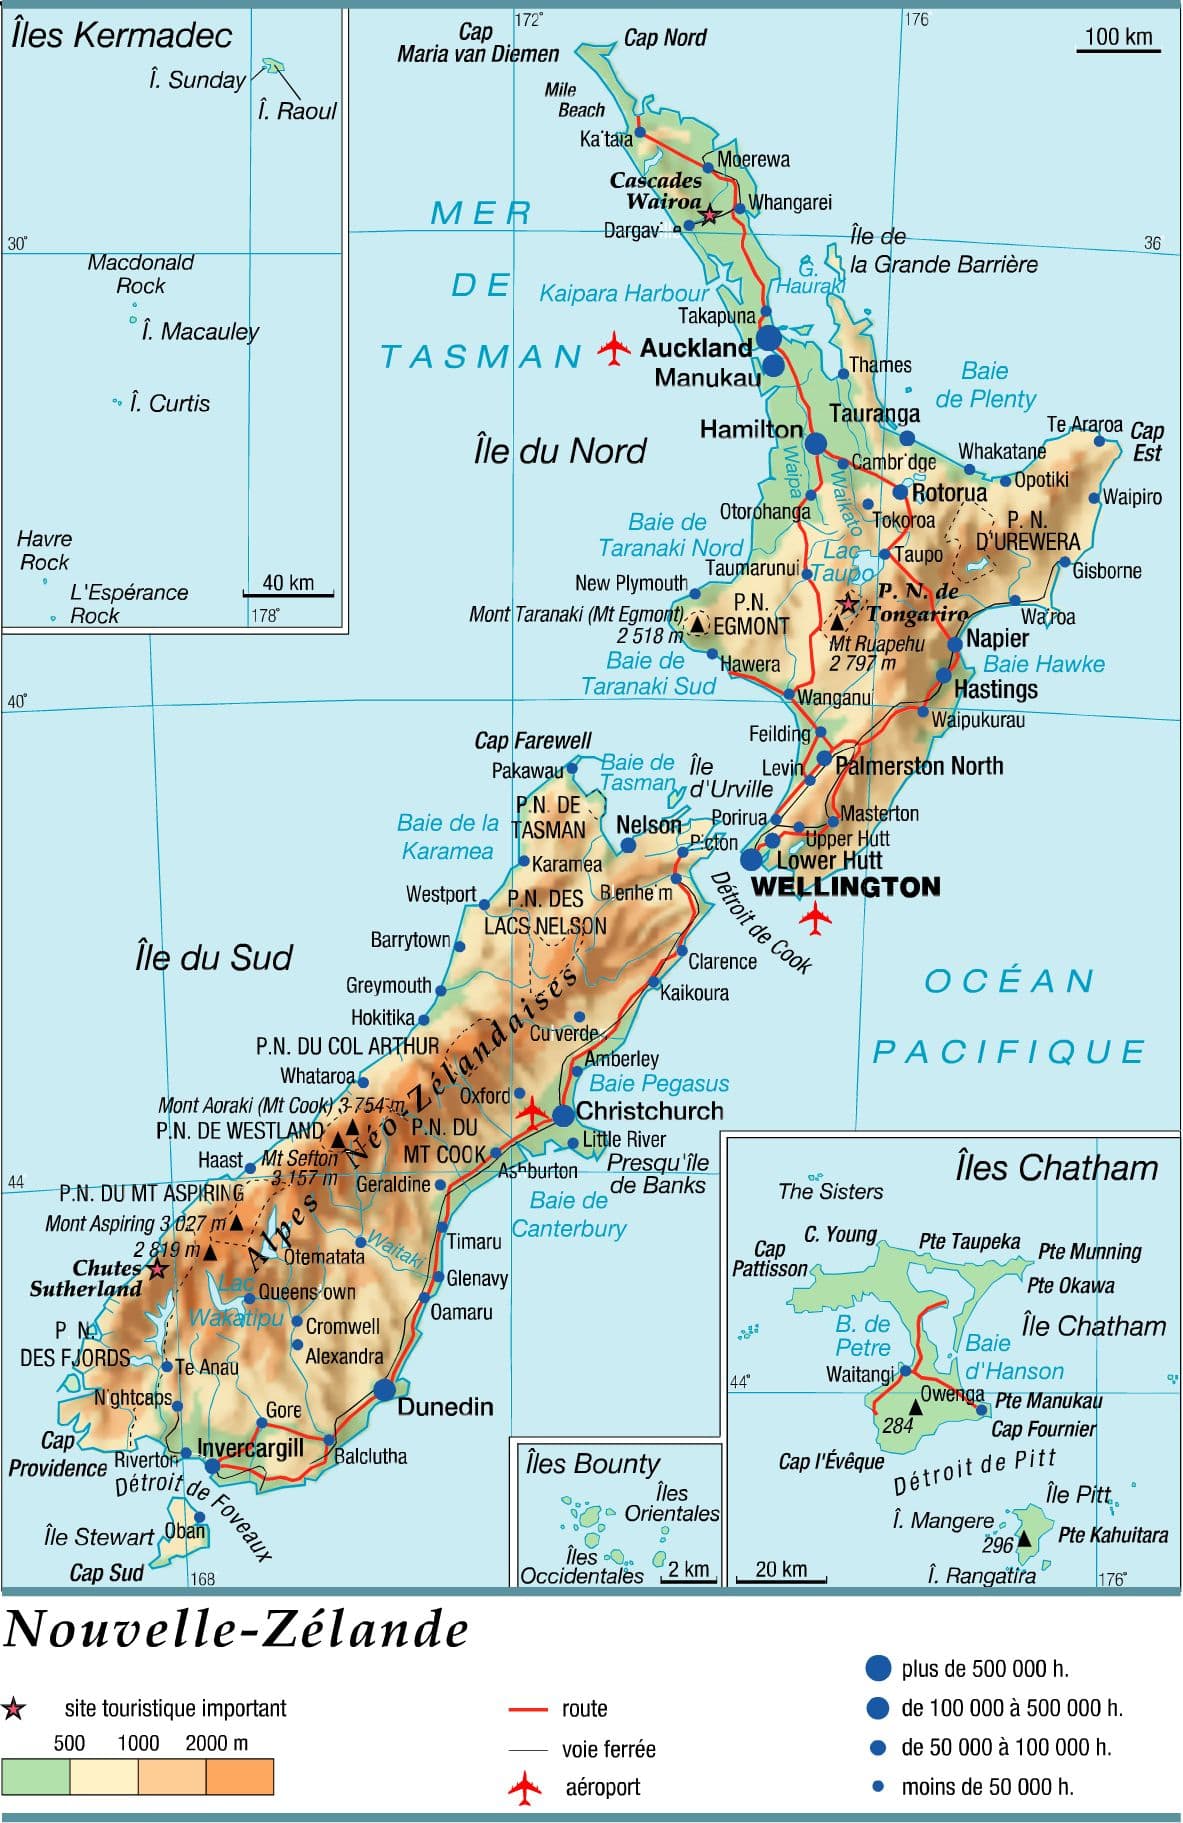 Îles Kermadec
Î. Sunday
Î. Raoul
30°
Macdonald
Rock
Î. Macauley
Î. Curtis
Havre
Rock
L'Espérance
Rock
40 km
178°
172°
176
100 km
Cap
Maria van Diemen
Cap Nord
Mile
Beach
Ka'taia
Moerewa
Cascades
Wairoa
Whangarei
36°
MER
DE
TASMAN
Île de
la Grande Barrière
G.
Hauraki
Kaipara Harbour
Takapuna
Auckland
Manukau
Thames
Baie
de Plenty
Île du Nord
Hamilton
Tauranga
Te Araroa
Cap
Est
Whakatane
Cambr'dge
Opotiki
Waipa
Waikato
Rotorua
Waipiro
Otorohanga
Tokoroa
P. N.
D'UREWERA
Baie de
Taranaki Nord
Lac
Taupo
Taupo
Taumarunui
Gisborne
New Plymouth
P. N. de
Tongariro
Mont Taranaki (Mt Egmont)
2 518 m
P.N.
EGMONT
Wa'roa
Mt Ruapehu
2 797 m
Napier
Baie de
Taranaki Sud
Hawera
Baie Hawke
Hastings
40°
Wanganui
Waipukurau
Feilding
Cap Farewell
Pakawau
Baie de
Tasman
Île
d'Urville
Levin
Palmerston North
P.N. DE
TASMAN
Nelson
Porirua
Masterton
Baie de la
Karamea
Picton
Upper Hutt
Karamea
Lower Hutt
WELLINGTON
Westport
P.N. DES
LACS NELSON
B'enhe'm
Détroit de Cook
Île du Sud
Barrytown
Clarence
OCÉAN
PACIFIQUE
Greymouth
Kaikoura
Hokitika
Cu'verde
P.N. DU COL ARTHUR
Alpes Néo-Zélandaises
Amberley
Whataroa
Oxford
Baie Pegasus
Mont Aoraki (Mt Cook) 3 754 m
Christchurch
P.N. DE WESTLAND
P.N. DU
MT COOK
Little River
Haast
Mt Sefton
3 157 m
Ashburton
Presqu'île
de Banks
44
P.N. DU MT ASPIRING
Geraldine
Baie de
Canterbury
Mont Aspiring 3 027 m
2 819 m
Otematata
Waitaki
Timaru
Chutes
Sutherland
Lac
Wakatipu
Queens'own
Glenavy
Oamaru
P N.
DES FJORDS
Cromwell
Alexandra
Te Anau
N'ghtcaps
Gore
Dunedin
Cap
Providence
Riverton
Invercargill
Balclutha
Détroit de Foveaux
Île Stewart
Oban
Cap Sud
168
Îles Bounty
Îles
Orientales
Îles
Occidentales
2 km
Îles Chatham
The Sisters
C. Young
Pte Taupeka
Pte Munning
Cap
Pattisson
Pte Okawa
Île Chatham
B. de
Petre
Baie
d'Hanson
44°
Waitangi
Owenga
Pte Manukau
284
Cap Fournier
Cap l'Évêque
Détroit de Pitt
Île Pitt
Î. Mangere
296
Pte Kahuitara
Î. Rangatira
20 km
176°
Nouvelle-Zélande
site touristique important
500 1000 2000 m
route
voie ferrée
aéroport
plus de 500 000 h.
de 100 000 à 500 000 h.
de 50 000 à 100 000 h.
moins de 50 000 h.